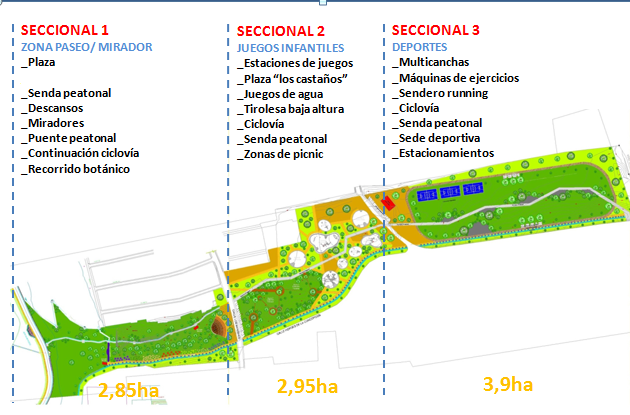 SECCIONAL 1
ZONA PASEO/ MIRADOR
_Plaza
_Senda peatonal
_Descansos
_Miradores
_Puente peatonal
_Continuación ciclovía
_Recorrido botánico
SECCIONAL 2
JUEGOS INFANTILES
_Estaciones de juegos
_Plaza “los castaños”
_Juegos de agua
_Tirolesa baja altura
_Ciclovía
_Senda peatonal
_Zonas de picnic
SECCIONAL 3
DEPORTES
_Multicanchas
_Máquinas de ejercicios
_Sendero running
_Ciclovía
_Senda peatonal
_Sede deportiva
_Estacionamientos
2,85ha
2,95ha
3,9ha